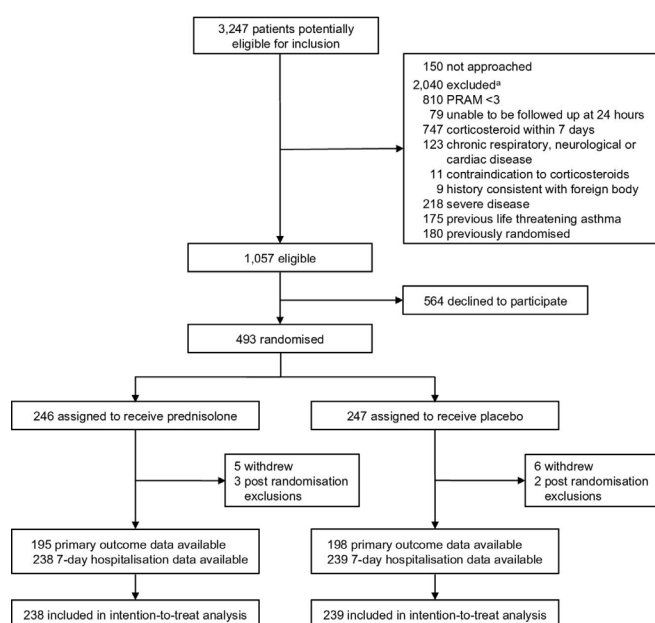 3,247 patients potentially
eligible for inclusion
150 not approached
2,040 excludedª
810 PRAM <3
79 unable to be followed up at 24 hours
747 corticosteroid within 7 days
123 chronic respiratory, neurological or
cardiac disease
11 contraindication to corticosteroids
9 history consistent with foreign body
218 severe disease
175 previous life threatening asthma
180 previously randomised
1,057 eligible
564 declined to participate
493 randomised
246 assigned to receive prednisolone
247 assigned to receive placebo
5 withdrew
3 post randomisation
exclusions
6 withdrew
2 post randomisation
exclusions
195 primary outcome data available
238 7-day hospitalisation data available
198 primary outcome data available
239 7-day hospitalisation data available
238 included in intention-to-treat analysis
239 included in intention-to-treat analysis